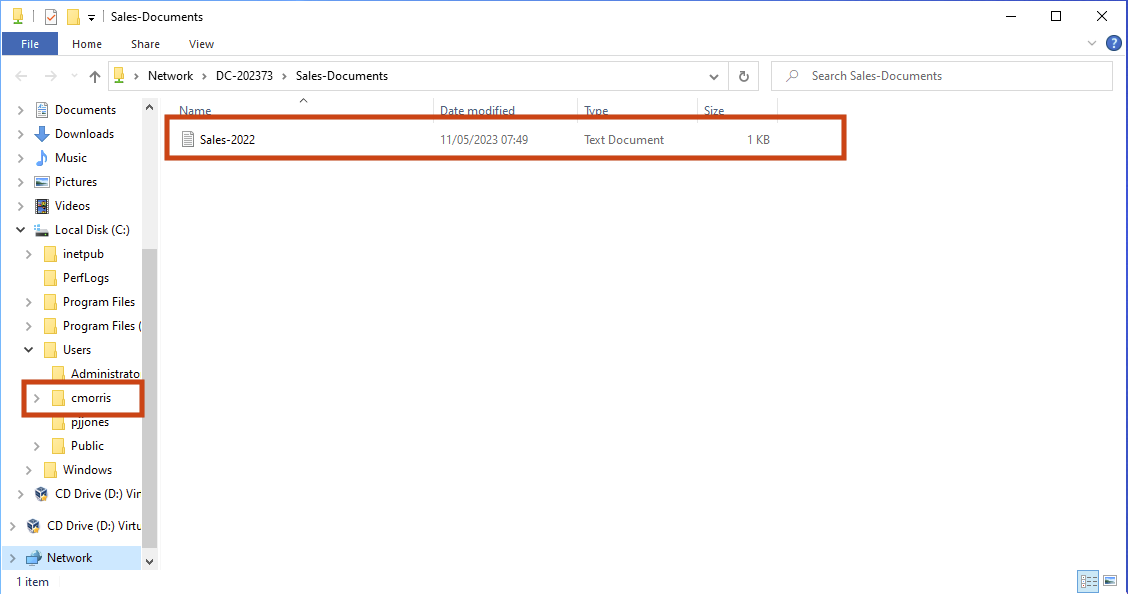 Sales-Documents
File Home Share View
Network DC-202373 Sales-Documents
Search Sales-Documents
Documents
Downloads
Music
Pictures
Videos
Local Disk (C:)
inetpub
PerfLogs
Program Files
Program Files (
Users
Administrato
cmorris
pjjones
Public
Windows
CD Drive (D:) Vir
CD Drive (D:) Virtu
Network
Name Date modified Type Size
Sales-2022 11/05/2023 07:49 Text Document 1 KB
1 item